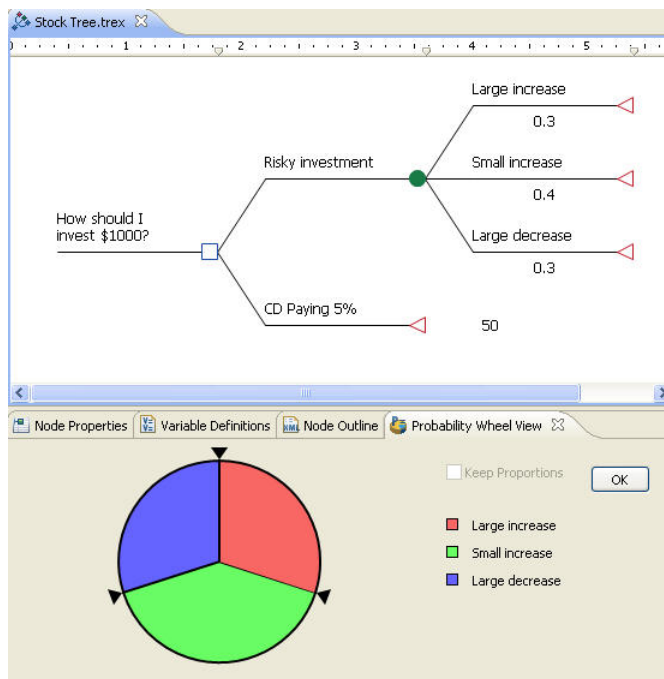 Stock Tree.trex
0 1 2 3 4 5
Large increase
0.3
Risky investment
Small increase
0.4
How should I
invest $1000?
Large decrease
0.3
CD Paying 5%
50
Node Properties Variable Definitions Node Outline Probability Wheel View
Keep Proportions OK
Large increase
Small increase
Large decrease